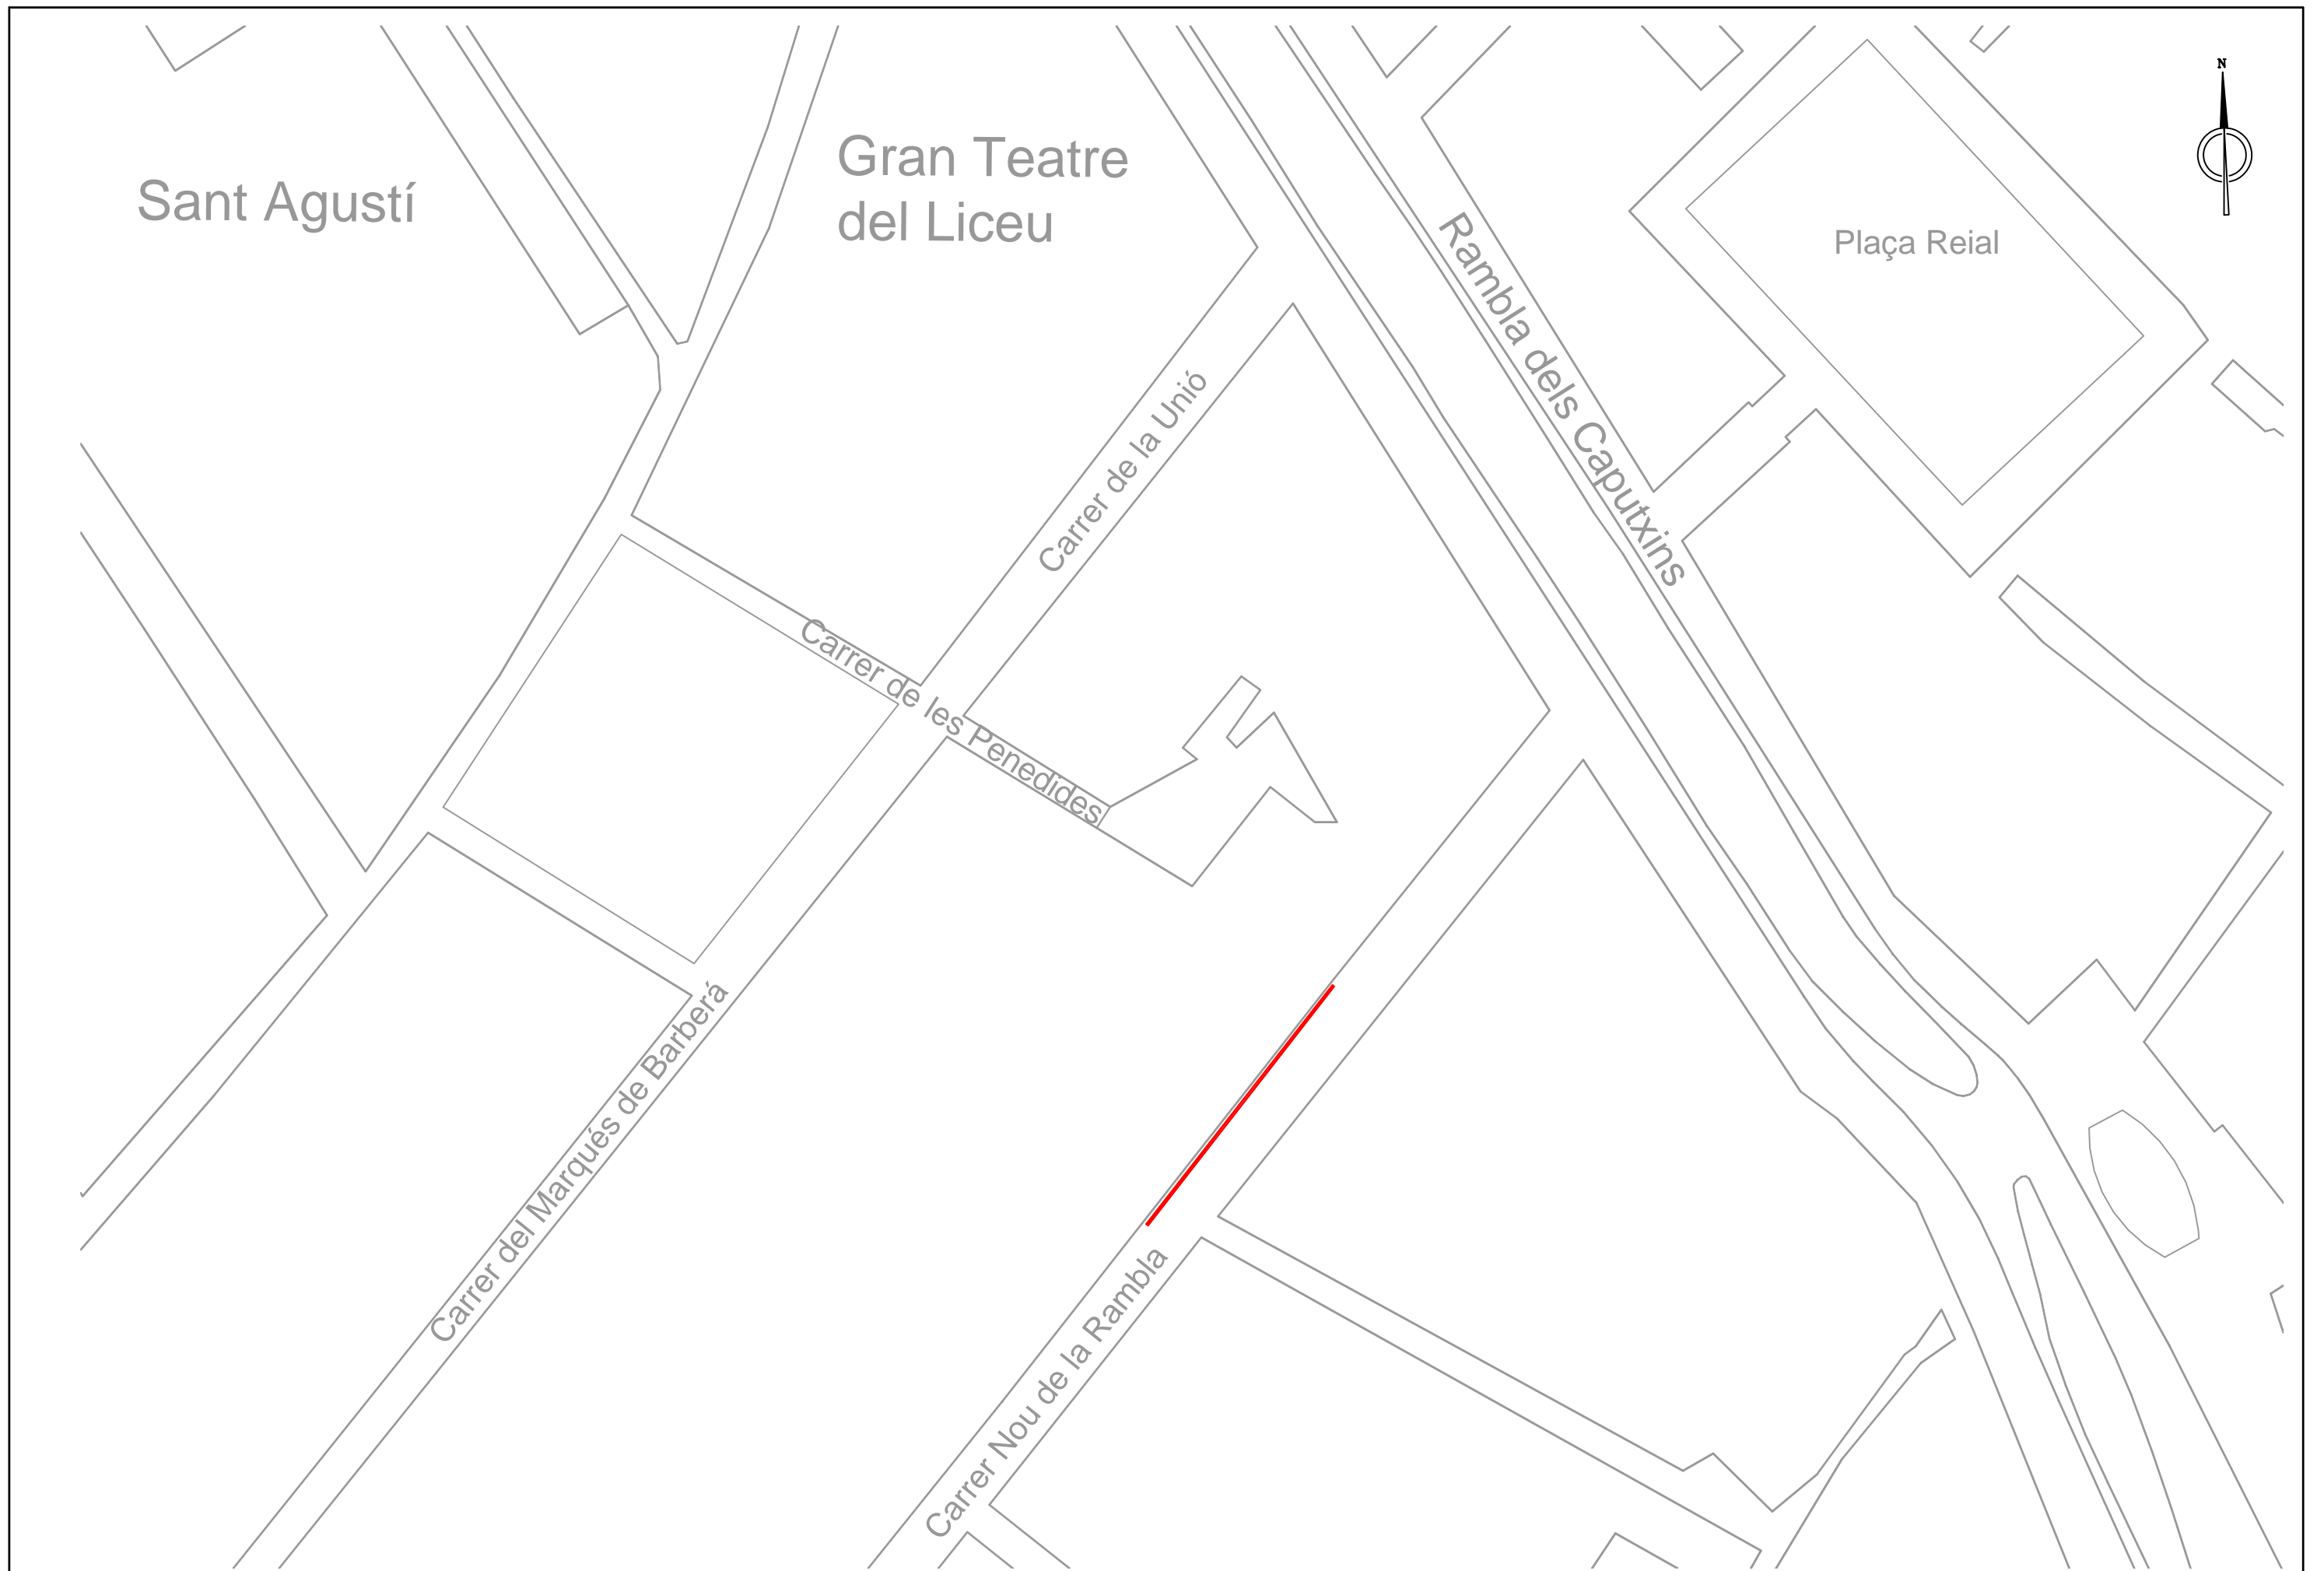 N
Gran Teatre
del Liceu
Sant Agustí
Plaça Reial
Rambla dels Caputxins
Carrer de la Unió
Carrer de les Penedides
Carrer del Marqués de Barberá
Carrer Nou de la Rambla